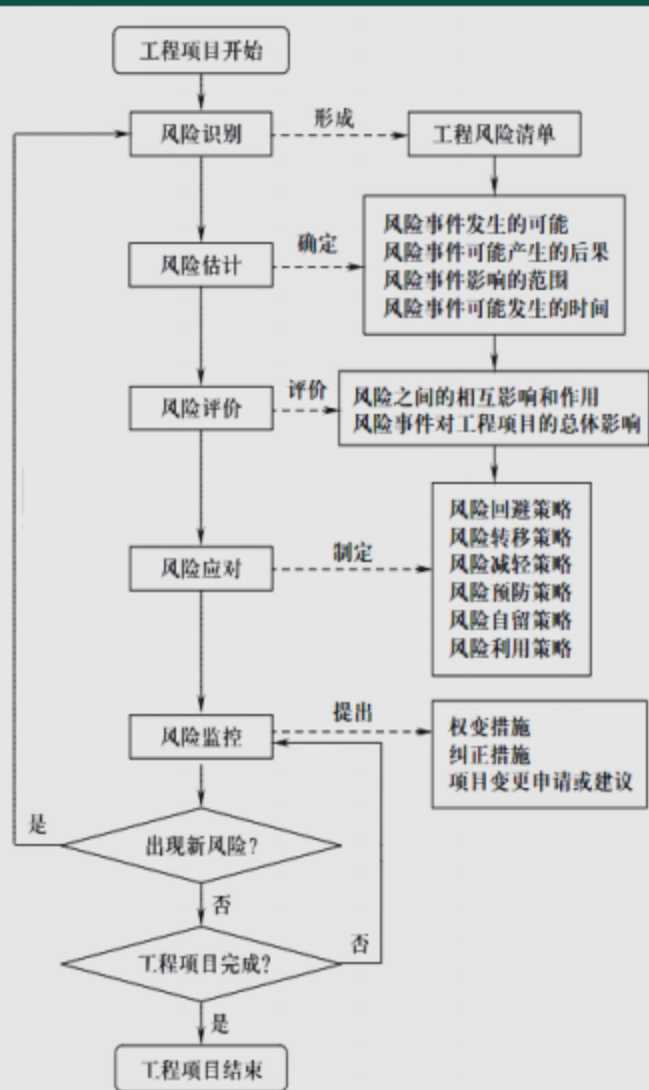 工程项目开始
风险识别
形成
工程风险清单
风险事件发生的可能
风险事件可能产生的后果
风险事件影响的范围
风险事件可能发生的时间
风险估计
确定
风险评价
评价
风险之间的相互影响和作用
风险事件对工程项目的总体影响
风险回避策略
风险转移策略
风险减轻策略
风险预防策略
风险自留策略
风险利用策略
风险应对
制定
风险监控
提出
权变措施
纠正措施
项目变更申请或建议
是
出现新风险?
否
工程项目完成?
否
是
工程项目结束